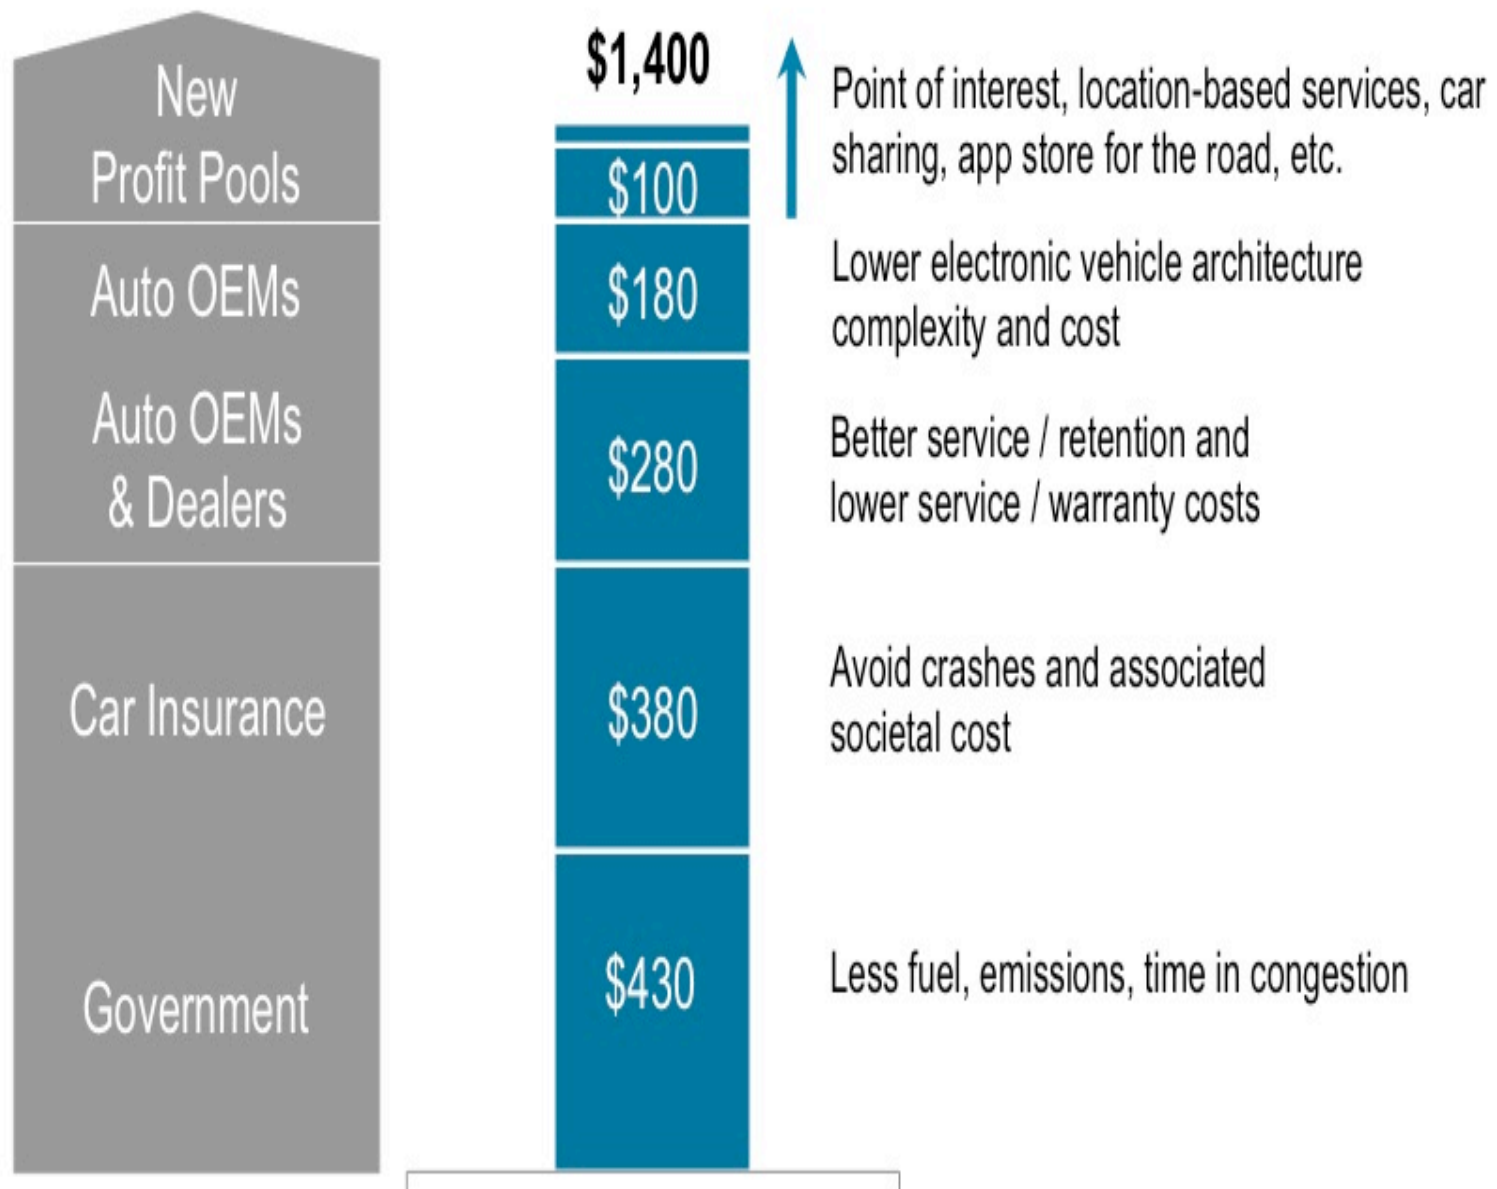 New
Profit Pools
$1,400
$100
Point of interest, location-based services, car
sharing, app store for the road, etc.
Auto OEMs
$180
Lower electronic vehicle architecture
complexity and cost
Auto OEMs
& Dealers
$280
Better service / retention and
lower service / warranty costs
Car Insurance
$380
Avoid crashes and associated
societal cost
Government
$430
Less fuel, emissions, time in congestion